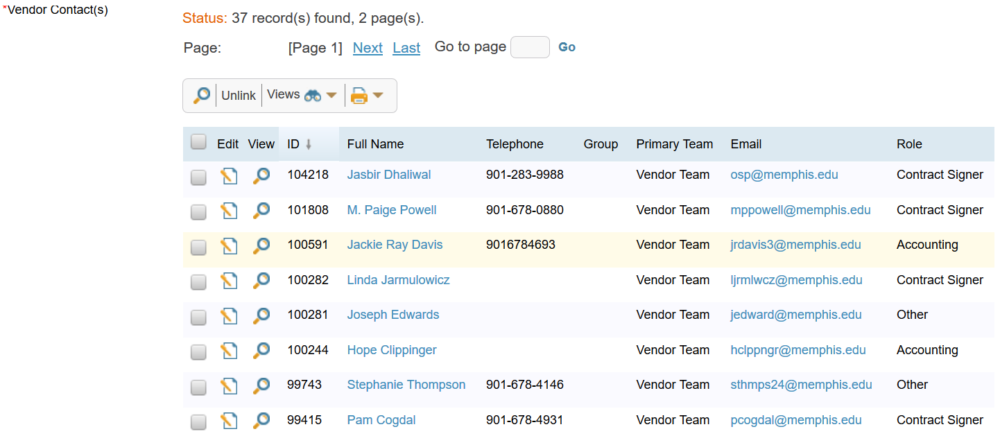 *Vendor Contact(s)
Status: 37 record(s) found, 2 page(s).
Page: [Page 1] Next Last Go to page Go
Unlink Views
Edit View ID Full Name Telephone Group Primary Team Email Role
104218 Jasbir Dhaliwal 901-283-9988 Vendor Team osp@memphis.edu Contract Signer
101808 M. Paige Powell 901-678-0880 Vendor Team mppowell@memphis.edu Contract Signer
100591 Jackie Ray Davis 9016784693 Vendor Team jrdavis3@memphis.edu Accounting
100282 Linda Jarmulowicz Vendor Team ljrmlwcz@memphis.edu Contract Signer
100281 Joseph Edwards Vendor Team jedward@memphis.edu Other
100244 Hope Clippinger Vendor Team hclppngr@memphis.edu Accounting
99743 Stephanie Thompson 901-678-4146 Vendor Team sthmps24@memphis.edu Other
99415 Pam Cogdal 901-678-4931 Vendor Team pcogdal@memphis.edu Contract Signer